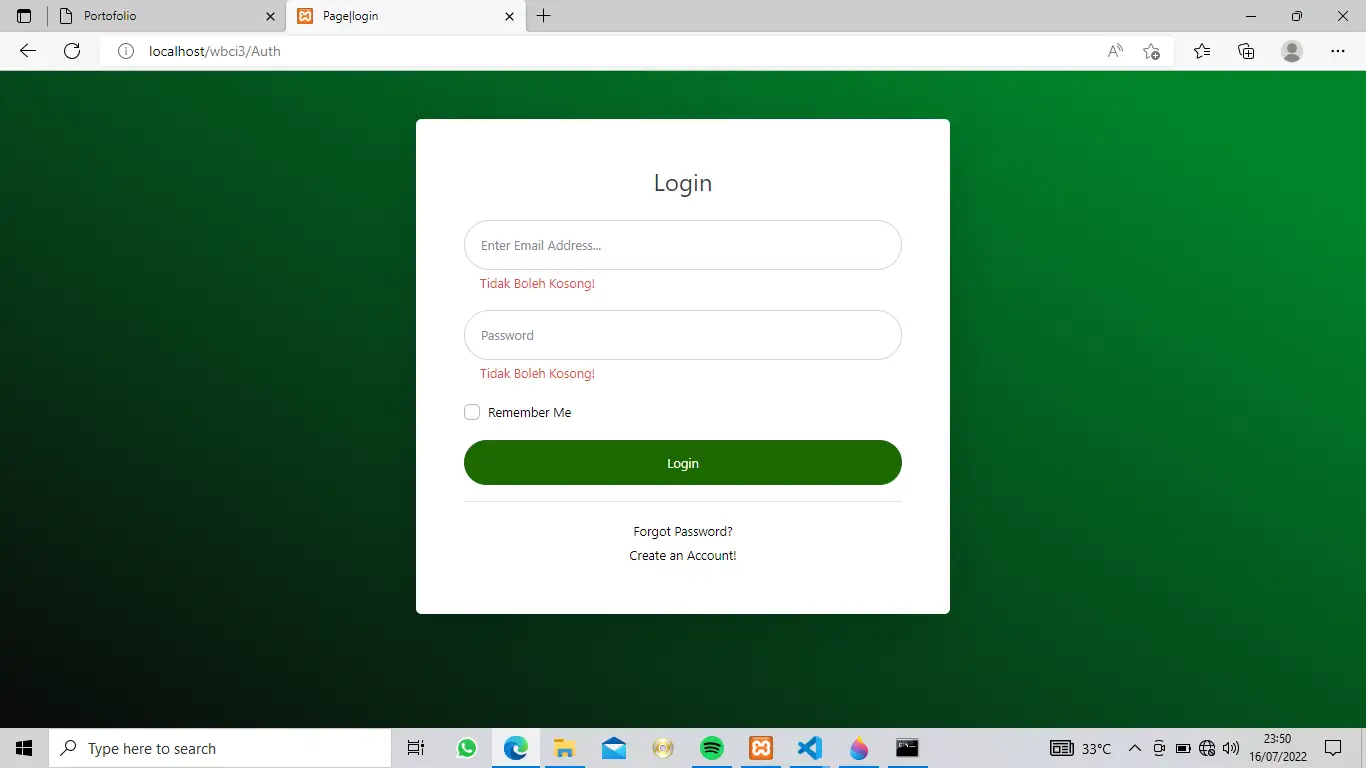 Portofolio
Page|login
localhost/wbci3/Auth
Login
Enter Email Address...
Tidak Boleh Kosong!
Password
Tidak Boleh Kosong!
Remember Me
Login
Forgot Password?
Create an Account!
Type here to search
33°C
23:50
16/07/2022